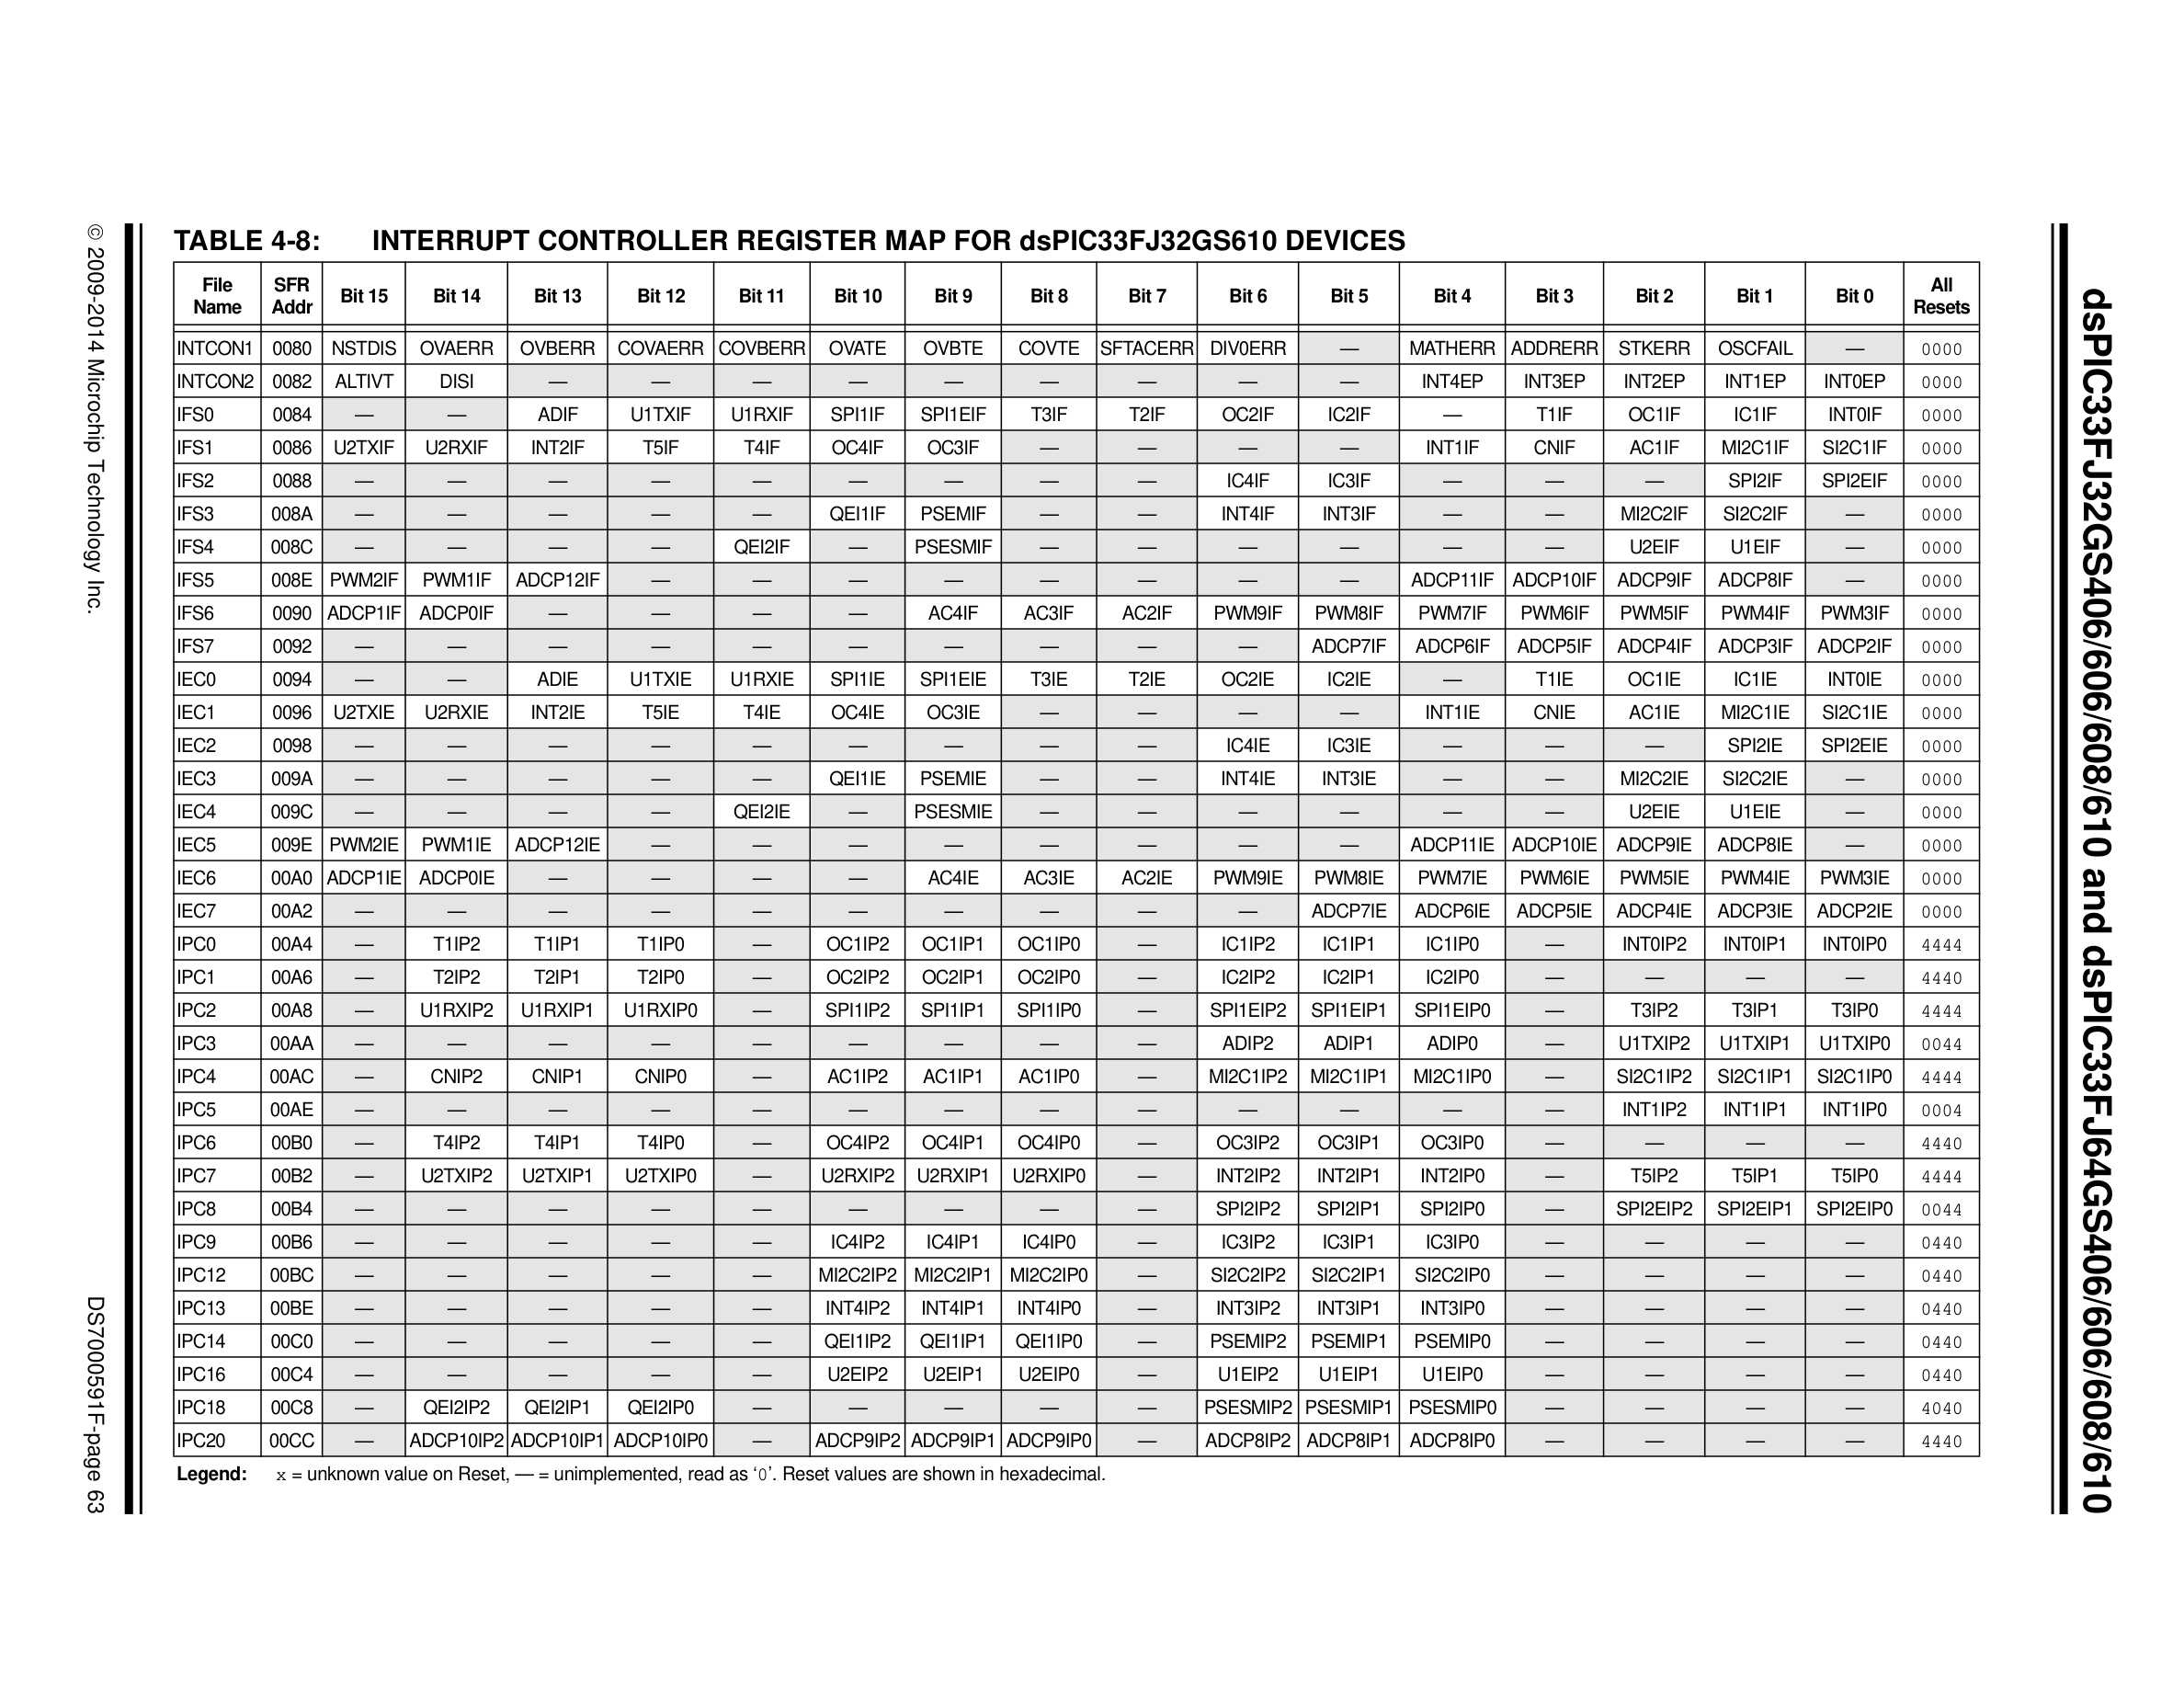 dsPIC33FJ32GS406/606/608/610 and dsPIC33FJ64GS406/606/608/610
TABLE 4-8: INTERRUPT CONTROLLER REGISTER MAP FOR dsPIC33FJ32GS610 DEVICES
File Name SFR Addr Bit 15 Bit 14 Bit 13 Bit 12 Bit 11 Bit 10 Bit 9 Bit 8 Bit 7 Bit 6 Bit 5 Bit 4 Bit 3 Bit 2 Bit 1 Bit 0 All Resets
INTCON1 0080 NSTDIS OVAERR OVBERR COVAERR COVBERR OVATE OVBTE COVTE SFTACERR DIV0ERR — MATHERR ADDRERR STKERR OSCFAIL — 0000
INTCON2 0082 ALTIVT DISI — — — — — — — — — INT4EP INT3EP INT2EP INT1EP INT0EP 0000
IFS0 0084 — — ADIF U1TXIF U1RXIF SPI1IF SPI1EIF T3IF T2IF OC2IF IC2IF — T1IF OC1IF IC1IF INT0IF 0000
IFS1 0086 U2TXIF U2RXIF INT2IF T5IF T4IF OC4IF OC3IF — — — — INT1IF CNIF AC1IF MI2C1IF SI2C1IF 0000
IFS2 0088 — — — — — — — — — IC4IF IC3IF — — — SPI2IF SPI2EIF 0000
IFS3 008A — — — — — QEI1IF PSEMIF — — INT4IF INT3IF — — MI2C2IF SI2C2IF — 0000
IFS4 008C — — — — QEI2IF — PSESMIF — — — — — — U2EIF U1EIF — 0000
IFS5 008E PWM2IF PWM1IF ADCP12IF — — — — — — — — ADCP11IF ADCP10IF ADCP9IF ADCP8IF — 0000
IFS6 0090 ADCP1IF ADCP0IF — — — — AC4IF AC3IF AC2IF PWM9IF PWM8IF PWM7IF PWM6IF PWM5IF PWM4IF PWM3IF 0000
IFS7 0092 — — — — — — — — — — ADCP7IF ADCP6IF ADCP5IF ADCP4IF ADCP3IF ADCP2IF 0000
IEC0 0094 — — ADIE U1TXIE U1RXIE SPI1IE SPI1EIE T3IE T2IE OC2IE IC2IE — T1IE OC1IE IC1IE INT0IE 0000
IEC1 0096 U2TXIE U2RXIE INT2IE T5IE T4IE OC4IE OC3IE — — — — INT1IE CNIE AC1IE MI2C1IE SI2C1IE 0000
IEC2 0098 — — — — — — — — — IC4IE IC3IE — — — SPI2IE SPI2EIE 0000
IEC3 009A — — — — — QEI1IE PSEMIE — — INT4IE INT3IE — — MI2C2IE SI2C2IE — 0000
IEC4 009C — — — — QEI2IE — PSESMIE — — — — — — U2EIE U1EIE — 0000
IEC5 009E PWM2IE PWM1IE ADCP12IE — — — — — — — — ADCP11IE ADCP10IE ADCP9IE ADCP8IE — 0000
IEC6 00A0 ADCP1IE ADCP0IE — — — — AC4IE AC3IE AC2IE PWM9IE PWM8IE PWM7IE PWM6IE PWM5IE PWM4IE PWM3IE 0000
IEC7 00A2 — — — — — — — — — — ADCP7IE ADCP6IE ADCP5IE ADCP4IE ADCP3IE ADCP2IE 0000
IPC0 00A4 — T1IP2 T1IP1 T1IP0 — OC1IP2 OC1IP1 OC1IP0 — IC1IP2 IC1IP1 IC1IP0 — INT0IP2 INT0IP1 INT0IP0 4444
IPC1 00A6 — T2IP2 T2IP1 T2IP0 — OC2IP2 OC2IP1 OC2IP0 — IC2IP2 IC2IP1 IC2IP0 — — — — 4440
IPC2 00A8 — U1RXIP2 U1RXIP1 U1RXIP0 — SPI1IP2 SPI1IP1 SPI1IP0 — SPI1EIP2 SPI1EIP1 SPI1EIP0 — T3IP2 T3IP1 T3IP0 4444
IPC3 00AA — — — — — — — — — ADIP2 ADIP1 ADIP0 — U1TXIP2 U1TXIP1 U1TXIP0 0044
IPC4 00AC — CNIP2 CNIP1 CNIP0 — AC1IP2 AC1IP1 AC1IP0 — MI2C1IP2 MI2C1IP1 MI2C1IP0 — SI2C1IP2 SI2C1IP1 SI2C1IP0 4444
IPC5 00AE — — — — — — — — — — — — — INT1IP2 INT1IP1 INT1IP0 0004
IPC6 00B0 — T4IP2 T4IP1 T4IP0 — OC4IP2 OC4IP1 OC4IP0 — OC3IP2 OC3IP1 OC3IP0 — — — — 4440
IPC7 00B2 — U2TXIP2 U2TXIP1 U2TXIP0 — U2RXIP2 U2RXIP1 U2RXIP0 — INT2IP2 INT2IP1 INT2IP0 — T5IP2 T5IP1 T5IP0 4444
IPC8 00B4 — — — — — — — — — SPI2IP2 SPI2IP1 SPI2IP0 — SPI2EIP2 SPI2EIP1 SPI2EIP0 0044
IPC9 00B6 — — — — — IC4IP2 IC4IP1 IC4IP0 — IC3IP2 IC3IP1 IC3IP0 — — — — 0440
IPC12 00BC — — — — — MI2C2IP2 MI2C2IP1 MI2C2IP0 — SI2C2IP2 SI2C2IP1 SI2C2IP0 — — — — 0440
IPC13 00BE — — — — — INT4IP2 INT4IP1 INT4IP0 — INT3IP2 INT3IP1 INT3IP0 — — — — 0440
IPC14 00C0 — — — — — QEI1IP2 QEI1IP1 QEI1IP0 — PSEMIP2 PSEMIP1 PSEMIP0 — — — — 0440
IPC16 00C4 — — — — — U2EIP2 U2EIP1 U2EIP0 — U1EIP2 U1EIP1 U1EIP0 — — — — 0440
IPC18 00C8 — QEI2IP2 QEI2IP1 QEI2IP0 — — — — — PSESMIP2 PSESMIP1 PSESMIP0 — — — — 4040
IPC20 00CC — ADCP10IP2 ADCP10IP1 ADCP10IP0 — ADCP9IP2 ADCP9IP1 ADCP9IP0 — ADCP8IP2 ADCP8IP1 ADCP8IP0 — — — — 4440
Legend: x = unknown value on Reset, — = unimplemented, read as ‘0’. Reset values are shown in hexadecimal.
© 2009-2014 Microchip Technology Inc. DS7000591F-page 63